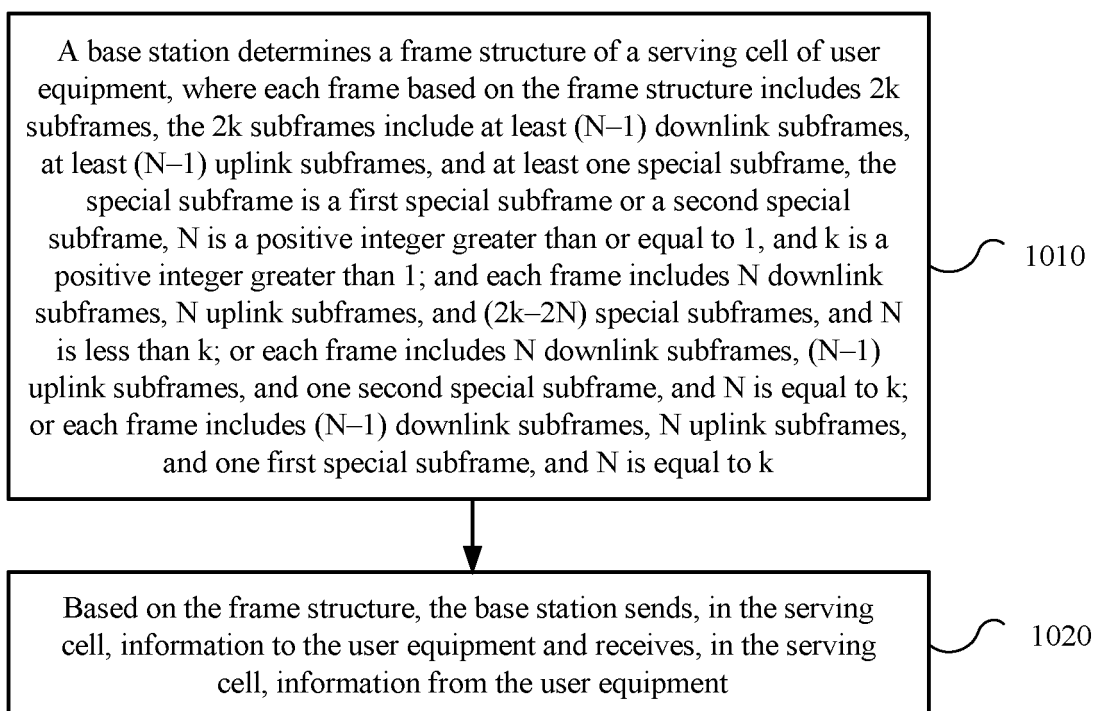 A base station determines a frame structure of a serving cell of user
equipment, where each frame based on the frame structure includes 2k
subframes, the 2k subframes include at least (N–1) downlink subframes,
at least (N–1) uplink subframes, and at least one special subframe, the
special subframe is a first special subframe or a second special
subframe, N is a positive integer greater than or equal to 1, and k is a
positive integer greater than 1; and each frame includes N downlink
subframes, N uplink subframes, and (2k–2N) special subframes, and N
is less than k; or each frame includes N downlink subframes, (N–1)
uplink subframes, and one second special subframe, and N is equal to k;
or each frame includes (N–1) downlink subframes, N uplink subframes,
and one first special subframe, and N is equal to k
1010
Based on the frame structure, the base station sends, in the serving
cell, information to the user equipment and receives, in the serving
cell, information from the user equipment
1020